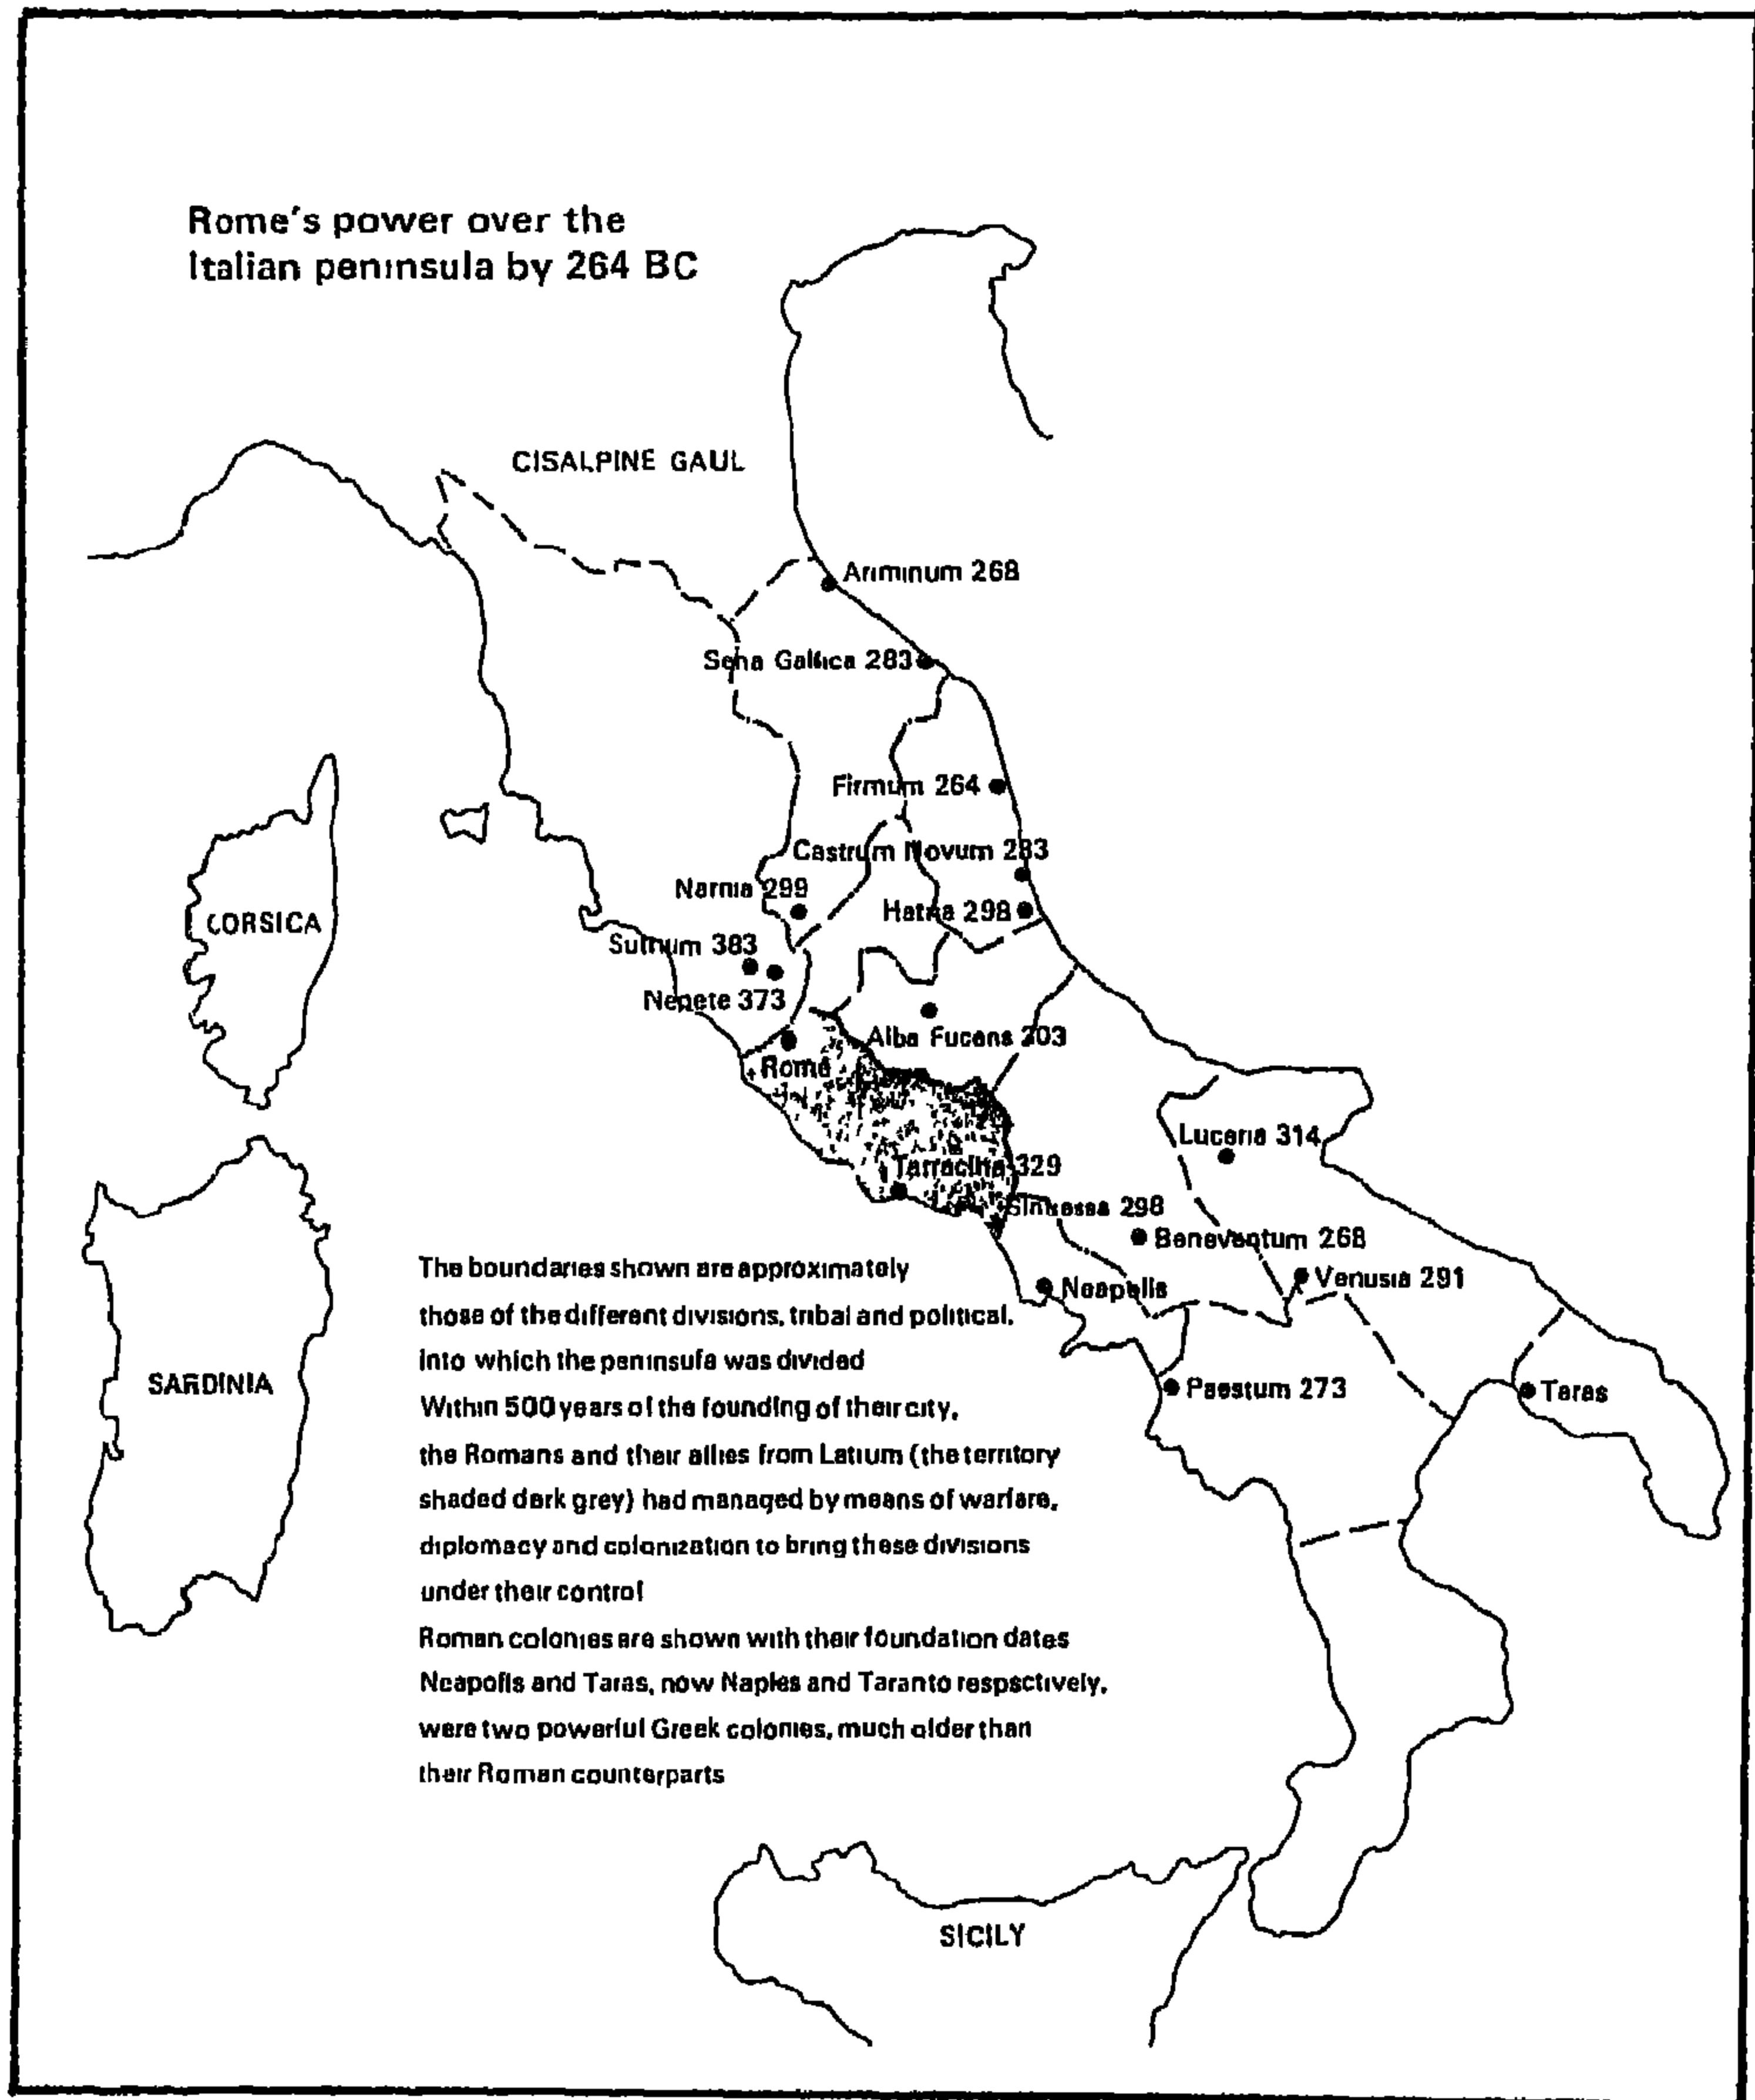 Rome's power over the
Italian peninsula by 264 BC
CISALPINE GAUL
Ariminum 268
Sena Gallica 283
Firmum 264
Castrum Novum 283
Narnia 299
Hatria 298
CORSICA
Sutrium 383
Nepete 373
Alba Fucens 303
Rome
Luceria 314
Tarracina 329
Sinuessa 298
Beneventum 268
Venusia 291
Neapolis
SARDINIA
Paestum 273
Taras
The boundaries shown are approximately
those of the different divisions, tribal and political,
into which the peninsula was divided
Within 500 years of the founding of their city,
the Romans and their allies from Latium (the territory
shaded dark grey) had managed by means of warfare,
diplomacy and colonization to bring these divisions
under their control
Roman colonies are shown with their foundation dates
Neapolis and Taras, now Naples and Taranto respectively,
were two powerful Greek colonies, much older than
their Roman counterparts
SICILY